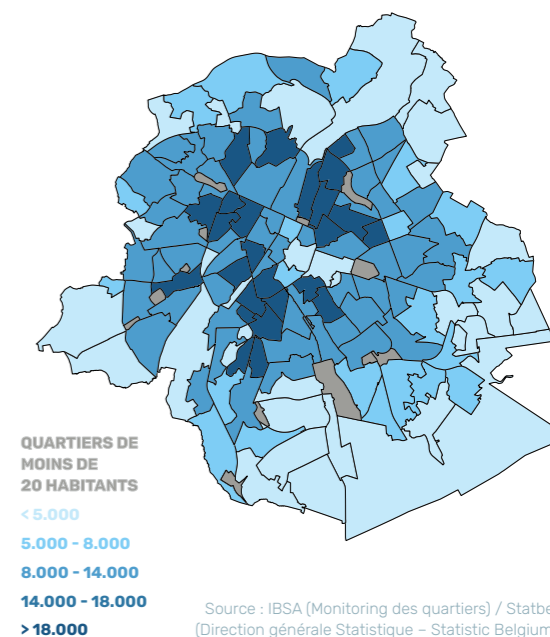 QUARTIERS DE
MOINS DE
20 HABITANTS
< 5.000
5.000 - 8.000
8.000 - 14.000
14.000 - 18.000
> 18.000
Source : IBSA (Monitoring des quartiers) / Statbe
(Direction générale Statistique – Statistic Belgium